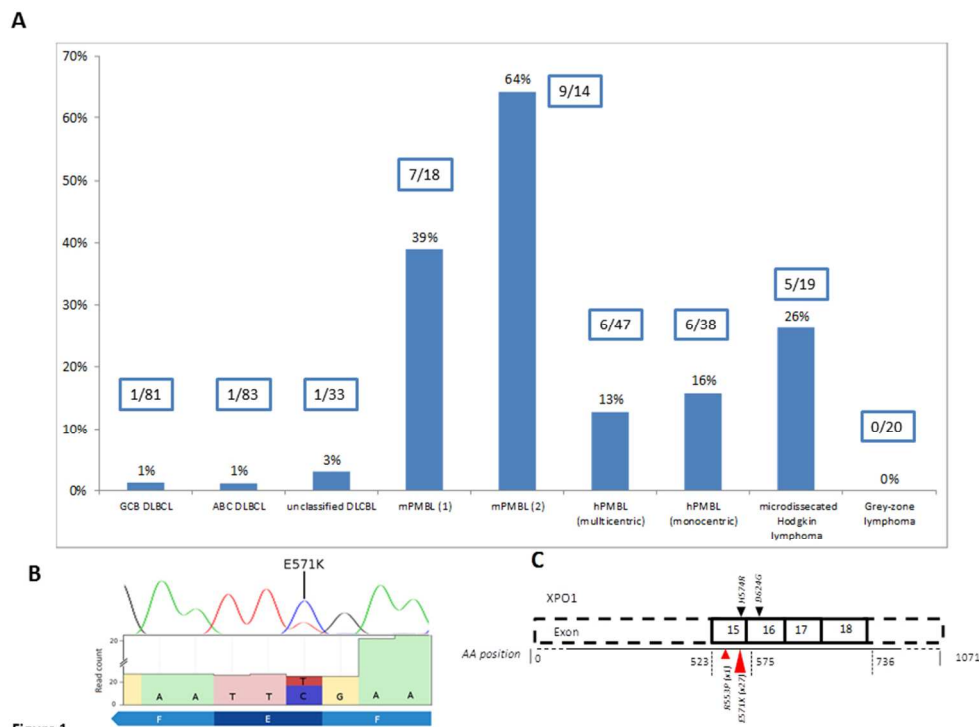 A
70%
60%
50%
40%
30%
20%
10%
0%
1/81
1%
1/83
1%
1/33
3%
7/18
39%
64%
9/14
6/47
13%
6/38
16%
5/19
26%
0/20
0%
GCB DLBCL
ABC DLBCL
unclassified DLCBL
mPMBL (1)
mPMBL (2)
hPMBL
(multicentric)
hPMBL
(monocentric)
microdissecated
Hodgkin
lymphoma
Grey-zone
lymphoma
B
E571K
Read count
20
20
0
T
A A T T C G A A
F E F
C
XPO1
H574R
D624G
Exon
15 16 17 18
AA position
0 523 575 736 1071
R553P (x1)
E571K (x27)
Figure 1